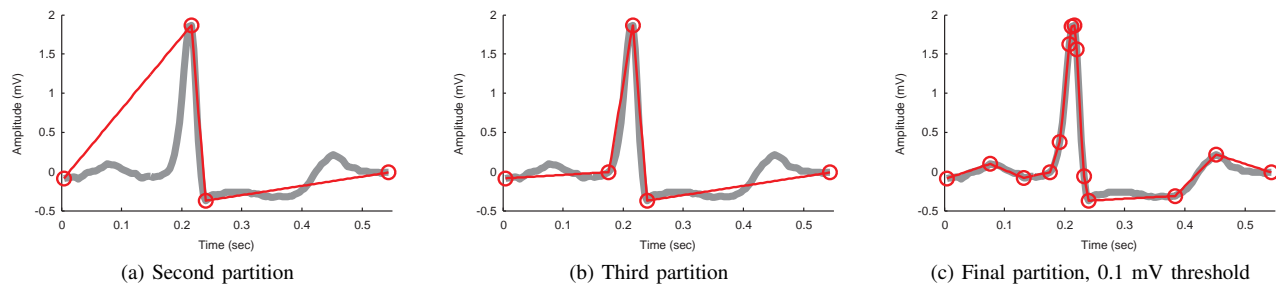 2
1.5
1
0.5
0
-0.5
Amplitude (mV)
0 0.1 0.2 0.3 0.4 0.5
Time (sec)
(a) Second partition
2
1.5
1
0.5
0
-0.5
Amplitude (mV)
0 0.1 0.2 0.3 0.4 0.5
Time (sec)
(b) Third partition
2
1.5
1
0.5
0
-0.5
Amplitude (mV)
0 0.1 0.2 0.3 0.4 0.5
Time (sec)
(c) Final partition, 0.1 mV threshold